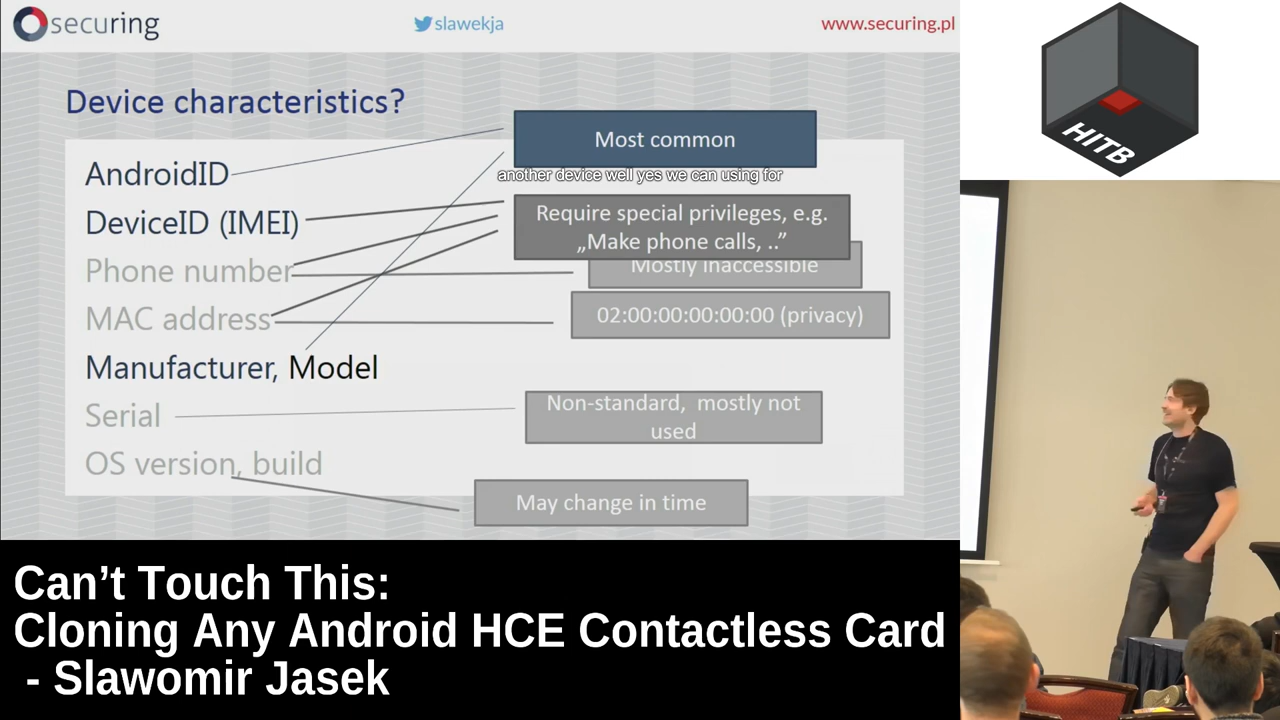 securing
slawekja
www.securing.pl
Device characteristics?
AndroidID
DeviceID (IMEI)
Phone number
MAC address
Manufacturer, Model
Serial
OS version, build
Most common
another device well yes we can using for
Require special privileges, e.g.
„Make phone calls, ..”
Mostly inaccessible
02:00:00:00:00:00 (privacy)
Non-standard, mostly not
used
May change in time
HITB
Can’t Touch This:
Cloning Any Android HCE Contactless Card
- Slawomir Jasek